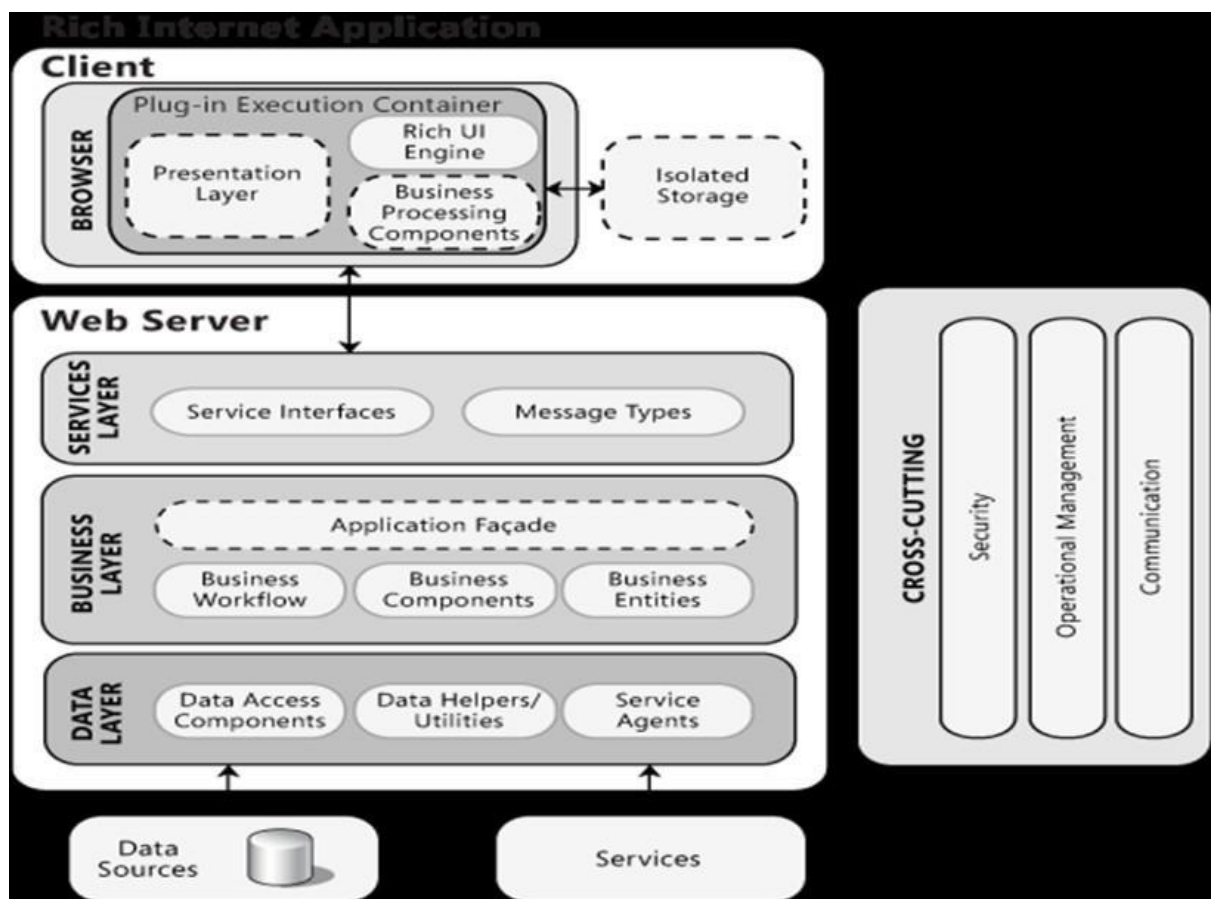 Rich Internet Application
Client
BROWSER
Plug-in Execution Container
Presentation
Layer
Rich UI
Engine
Business
Processing
Components
Isolated
Storage
Web Server
SERVICES
LAYER
Service Interfaces
Message Types
BUSINESS
LAYER
Application Façade
Business
Workflow
Business
Components
Business
Entities
DATA
LAYER
Data Access
Components
Data Helpers/
Utilities
Service
Agents
Data
Sources
Services
CROSS-CUTTING
Security
Operational Management
Communication